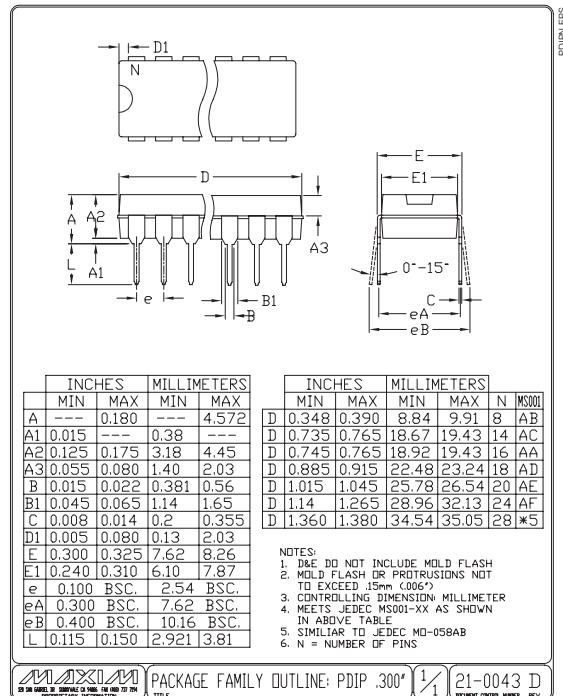 PDIPN.EPS
D1
N
D
A
A2
L
A1
A3
e
B1
B
E
E1
0°-15°
C
eA
eB
INCHES MILLIMETERS
MIN MAX MIN MAX
A --- 0.180 --- 4.572
A1 0.015 --- 0.38 ---
A2 0.125 0.175 3.18 4.45
A3 0.055 0.080 1.40 2.03
B 0.015 0.022 0.381 0.56
B1 0.045 0.065 1.14 1.65
C 0.008 0.014 0.2 0.355
D1 0.005 0.080 0.13 2.03
E 0.300 0.325 7.62 8.26
E1 0.240 0.310 6.10 7.87
e 0.100 BSC. 2.54 BSC.
eA 0.300 BSC. 7.62 BSC.
eB 0.400 BSC. 10.16 BSC.
L 0.115 0.150 2.921 3.81
INCHES MILLIMETERS
MIN MAX MIN MAX N MS001
D 0.348 0.390 8.84 9.91 8 AB
D 0.735 0.765 18.67 19.43 14 AC
D 0.745 0.765 18.92 19.43 16 AA
D 0.885 0.915 22.48 23.24 18 AD
D 1.015 1.045 25.78 26.54 20 AE
D 1.14 1.265 28.96 32.13 24 AF
D 1.360 1.380 34.54 35.05 28 *5
NOTES:
1. D&E DO NOT INCLUDE MOLD FLASH
2. MOLD FLASH OR PROTRUSIONS NOT
TO EXCEED .15mm (.006")
3. CONTROLLING DIMENSION: MILLIMETER
4. MEETS JEDEC MS001-XX AS SHOWN
IN ABOVE TABLE
5. SIMILIAR TO JEDEC MO-058AB
6. N = NUMBER OF PINS
MAXIM
PROPRIETARY INFORMATION
PACKAGE FAMILY OUTLINE: PDIP .300"
TITLE
1/1
21-0043 D
DOCUMENT CONTROL NUMBER REV